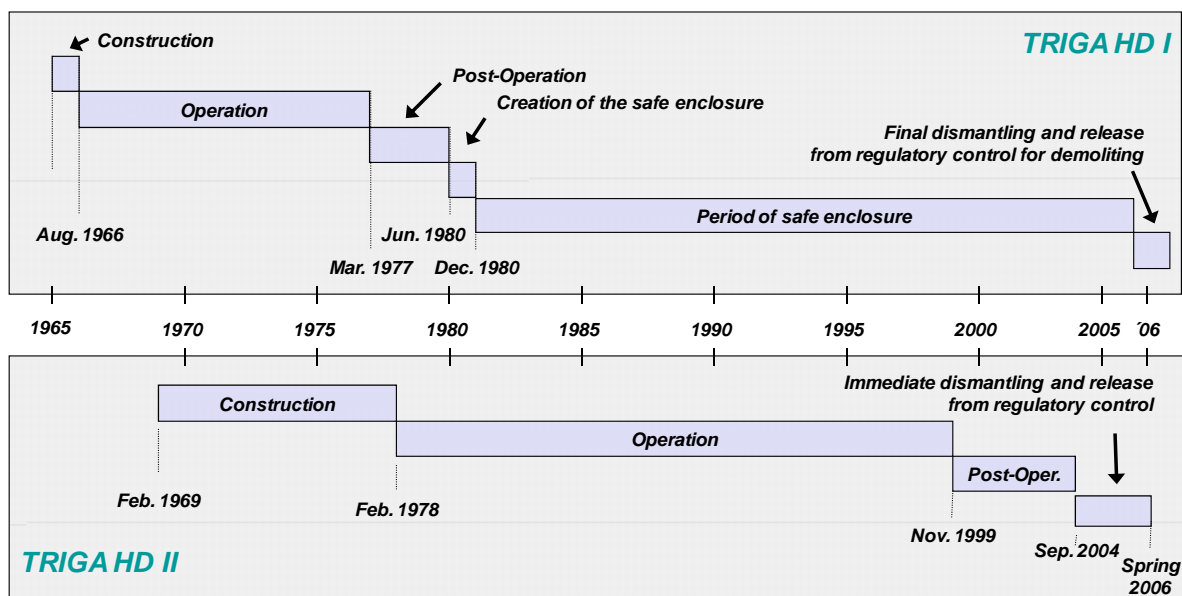 Construction
TRIGA HD I
Post-Operation
Creation of the safe enclosure
Operation
Final dismantling and release
from regulatory control for demoliting
Period of safe enclosure
Aug. 1966
Jun. 1980
Mar. 1977
Dec. 1980
1965
1970
1975
1980
1985
1990
1995
2000
2005
´06
Immediate dismantling and release
from regulatory control
Construction
Operation
Post-Oper.
Feb. 1969
Feb. 1978
Nov. 1999
Sep. 2004
Spring
2006
TRIGA HD II